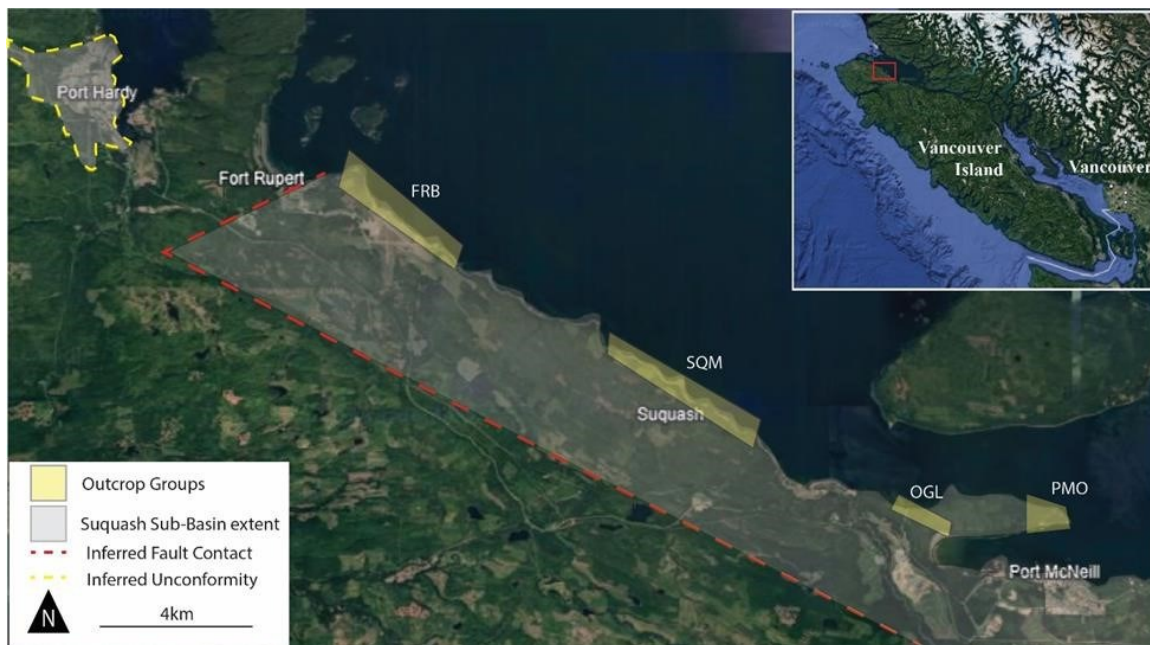 Port Hardy
Fort Rupert
FRB
SQM
Suquash
OGL
PMO
Port McNeill
Vancouver
Island
Vancouver
Outcrop Groups
Suquash Sub-Basin extent
Inferred Fault Contact
Inferred Unconformity
N
4km